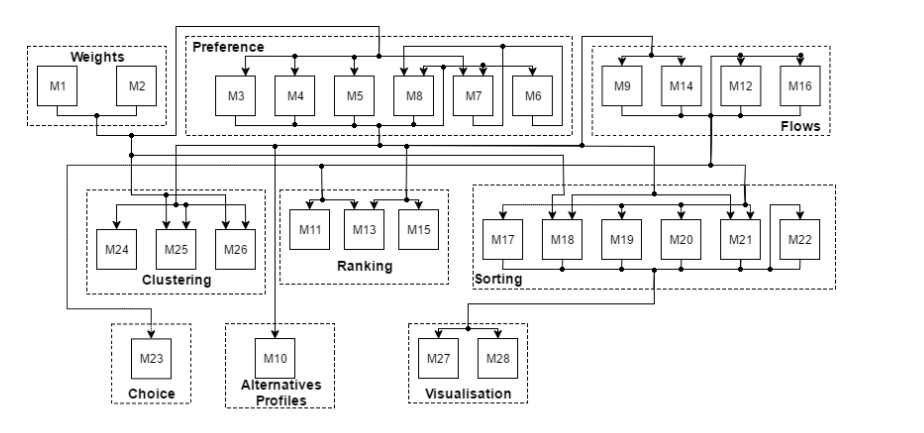 Weights
M1
M2
Preference
M3
M4
M5
M8
M7
M6
M9
M14
M12
M16
Flows
M24
M25
M26
Clustering
M11
M13
M15
Ranking
M17
M18
M19
M20
M21
M22
Sorting
M23
Choice
M10
Alternatives
Profiles
M27
M28
Visualisation